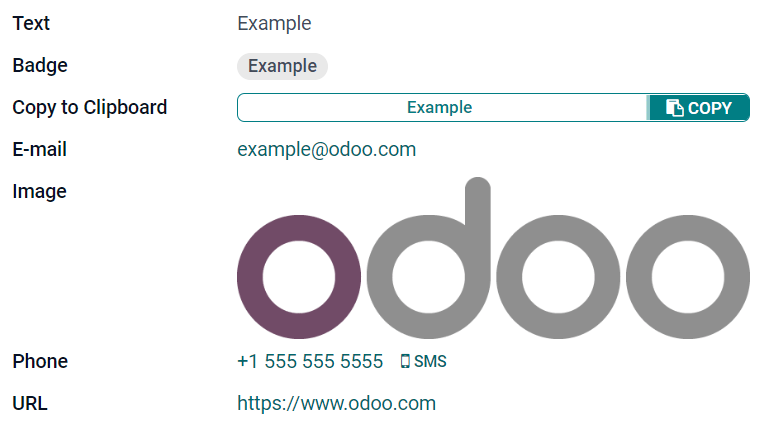 Text Example
Badge Example
Copy to Clipboard Example COPY
E-mail example@odoo.com
Image odoo
Phone +1 555 555 5555 SMS
URL https://www.odoo.com